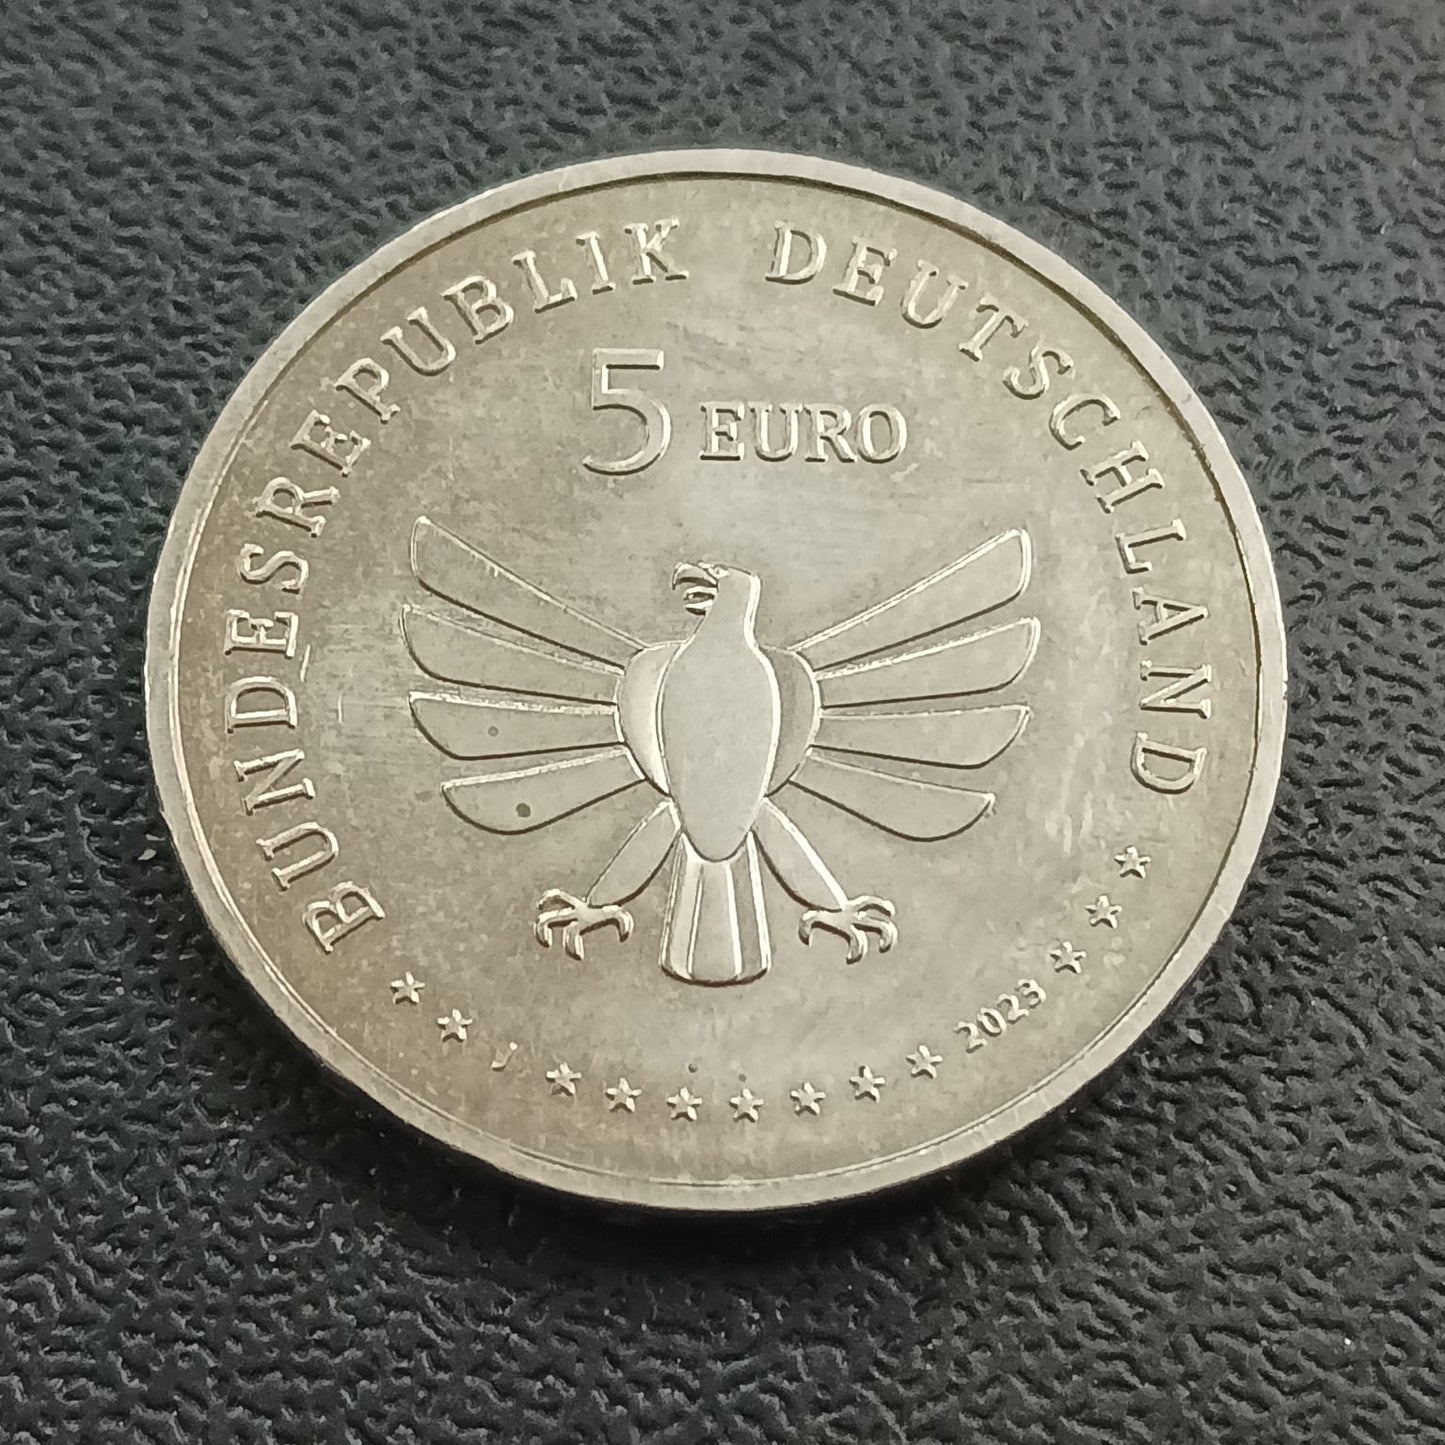 BUNDESREPUBLIK DEUTSCHLAND
5 EURO
J
2023